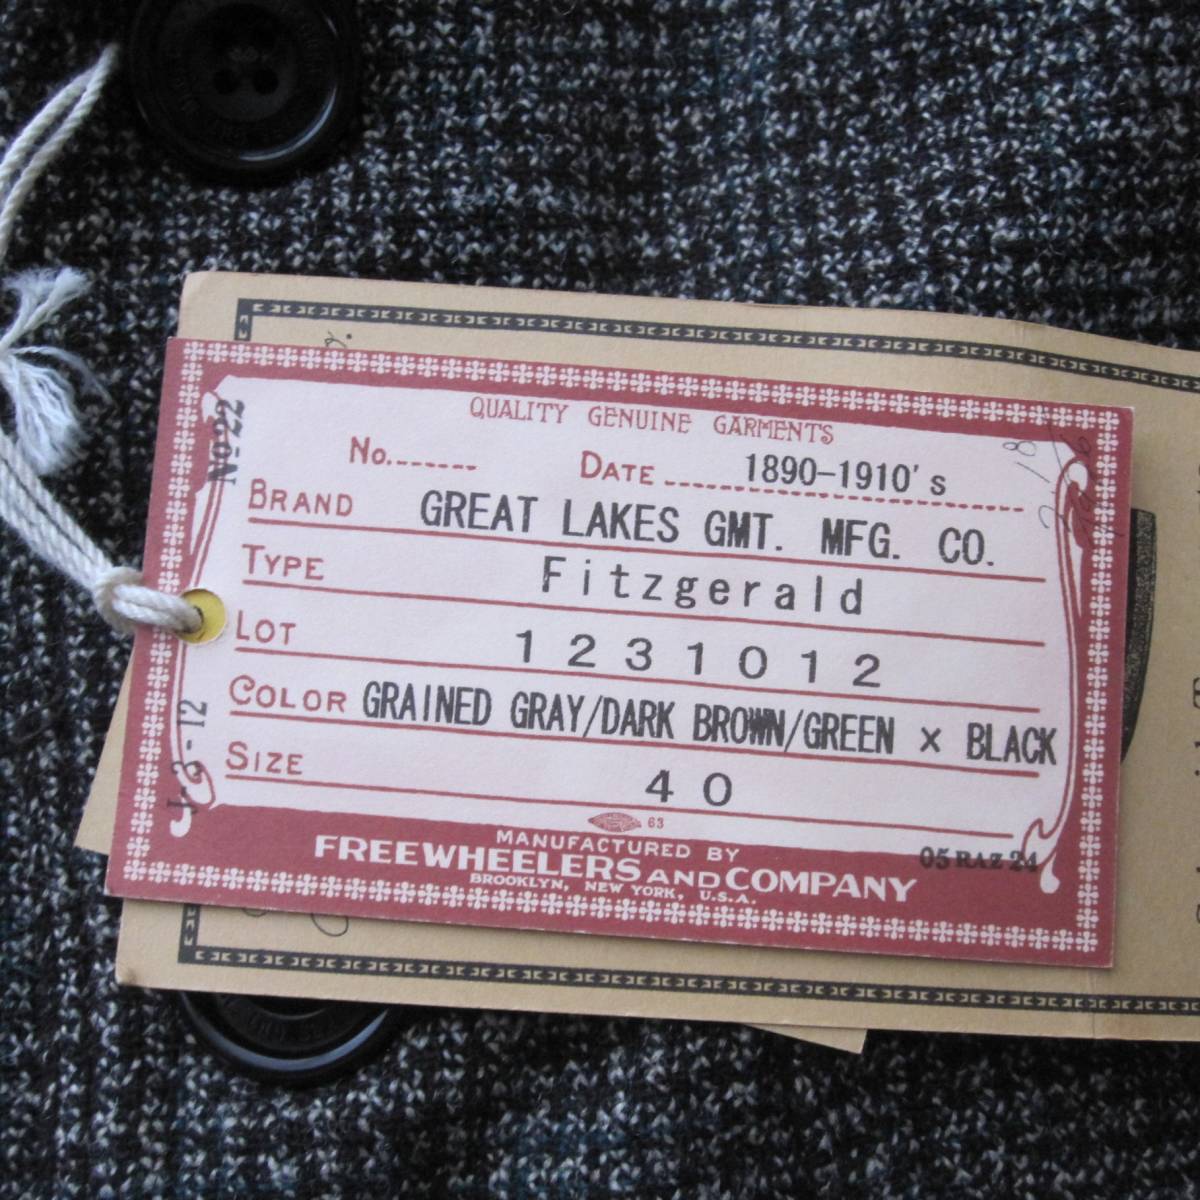 QUALITY GENUINE GARMENTS
No.
DATE 1890-1910's
BRAND GREAT LAKES GMT. MFG. CO.
TYPE Fitzgerald
LOT 1231012
COLOR GRAINED GRAY/DARK BROWN/GREEN × BLACK
SIZE 40
63
MANUFACTURED BY
FREEWHEELERS AND COMPANY
BROOKLYN, NEW YORK, U.S.A.
No 22
J-3-12
05 RAZ 24